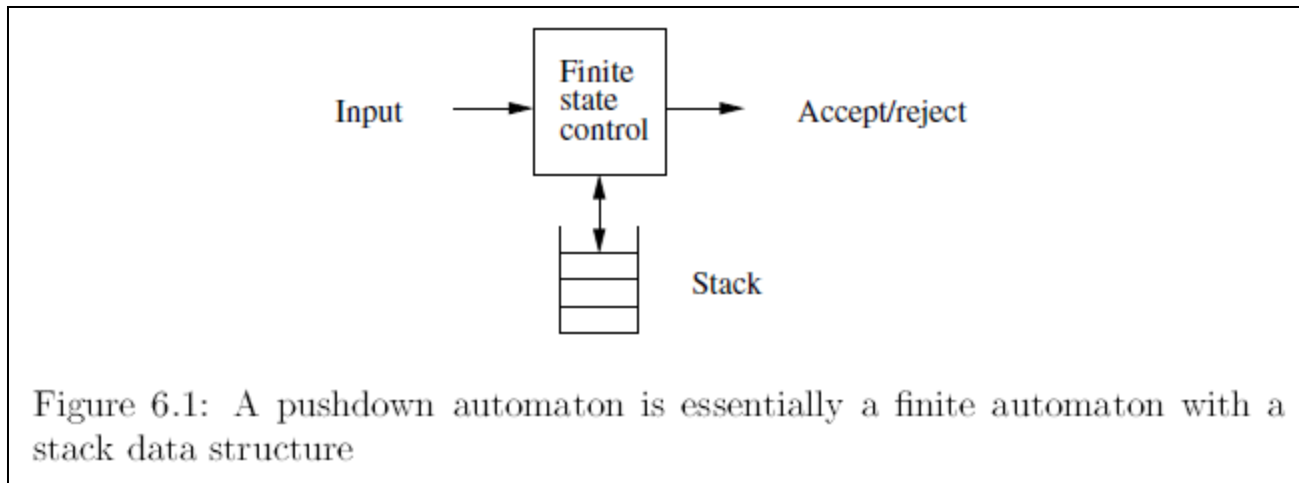 Finite
state
control
Input
Accept/reject
Stack
Figure 6.1: A pushdown automaton is essentially a finite automaton with a
stack data structure